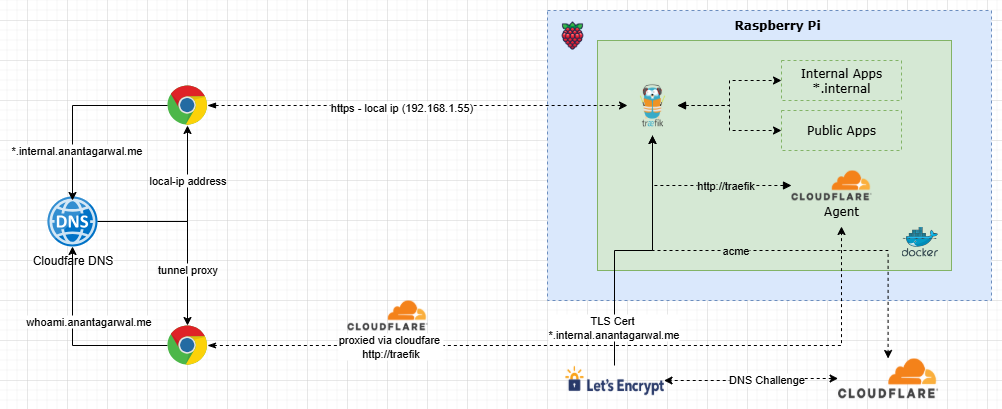 Raspberry Pi
Internal Apps
*.internal
Public Apps
træfik
https - local ip (192.168.1.55)
*.internal.anantagarwal.me
local-ip address
http://traefik
CLOUDFLARE
Agent
DNS
Cloudfare DNS
docker
acme
tunnel proxy
whoami.anantagarwal.me
CLOUDFLARE
proxied via cloudfare
http://traefik
TLS Cert
*.internal.anantagarwal.me
Let's Encrypt
DNS Challenge
CLOUDFLARE